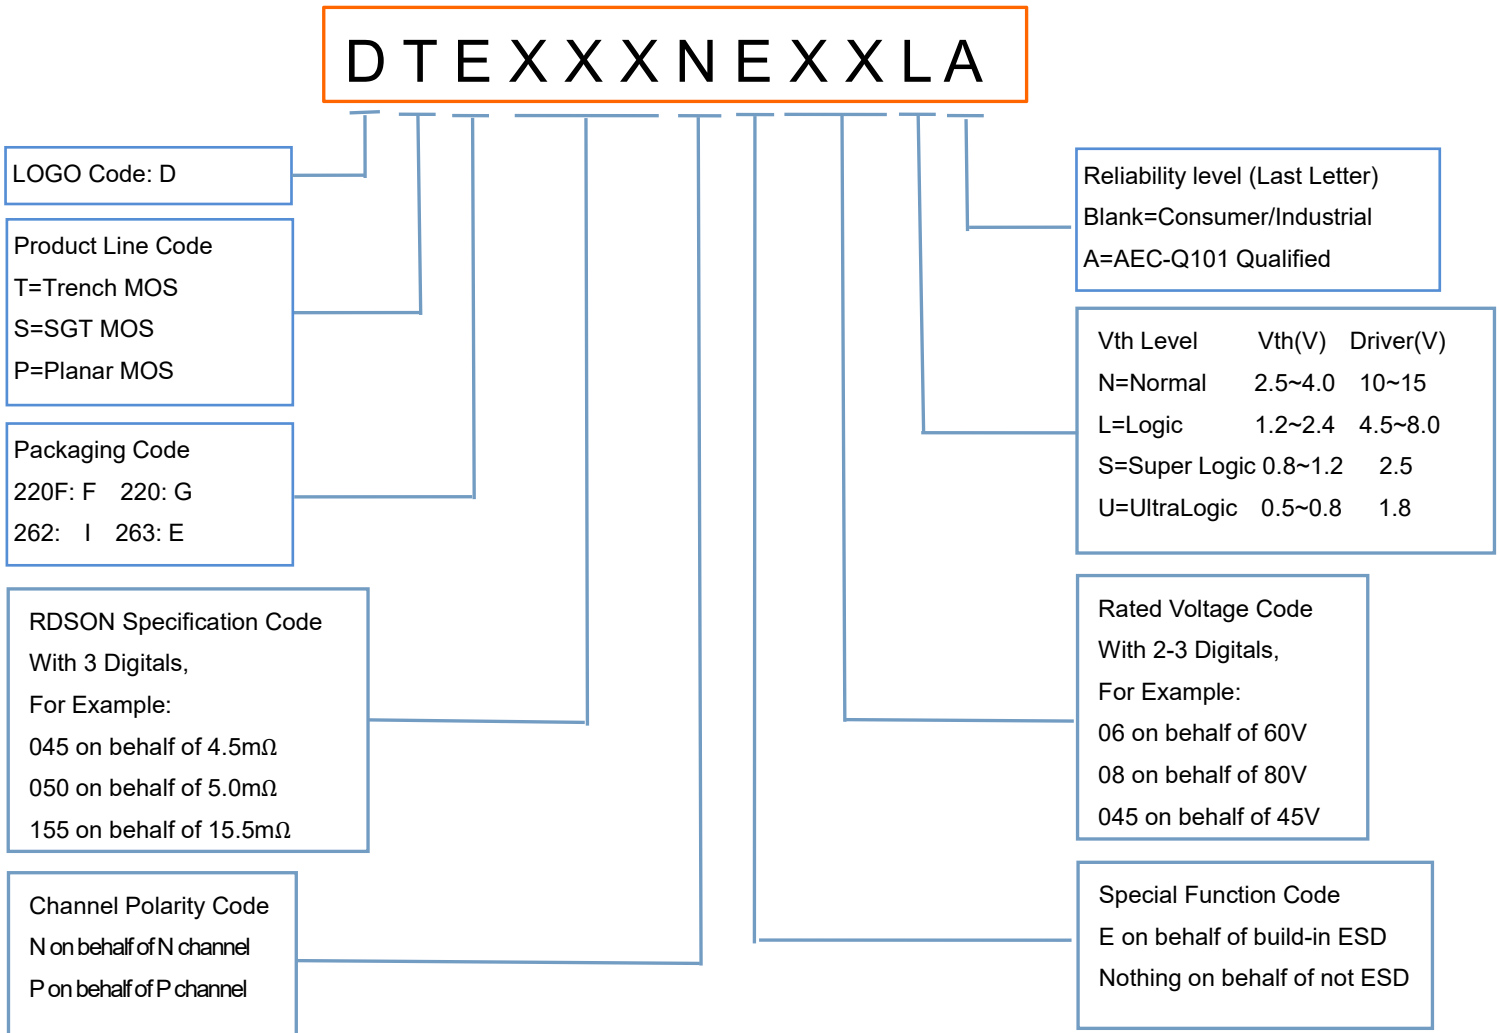 DTEXXXNEXXLA
LOGO Code: D
Product Line Code
T=Trench MOS
S=SGT MOS
P=Planar MOS
Packaging Code
220F: F 220: G
262: I 263: E
RDSON Specification Code
With 3 Digitals,
For Example:
045 on behalf of 4.5mΩ
050 on behalf of 5.0mΩ
155 on behalf of 15.5mΩ
Channel Polarity Code
N on behalf of N channel
P on behalf of P channel
Reliability level (Last Letter)
Blank=Consumer/Industrial
A=AEC-Q101 Qualified
Vth Level Vth(V) Driver(V)
N=Normal 2.5~4.0 10~15
L=Logic 1.2~2.4 4.5~8.0
S=Super Logic 0.8~1.2 2.5
U=UltraLogic 0.5~0.8 1.8
Rated Voltage Code
With 2-3 Digitals,
For Example:
06 on behalf of 60V
08 on behalf of 80V
045 on behalf of 45V
Special Function Code
E on behalf of build-in ESD
Nothing on behalf of not ESD